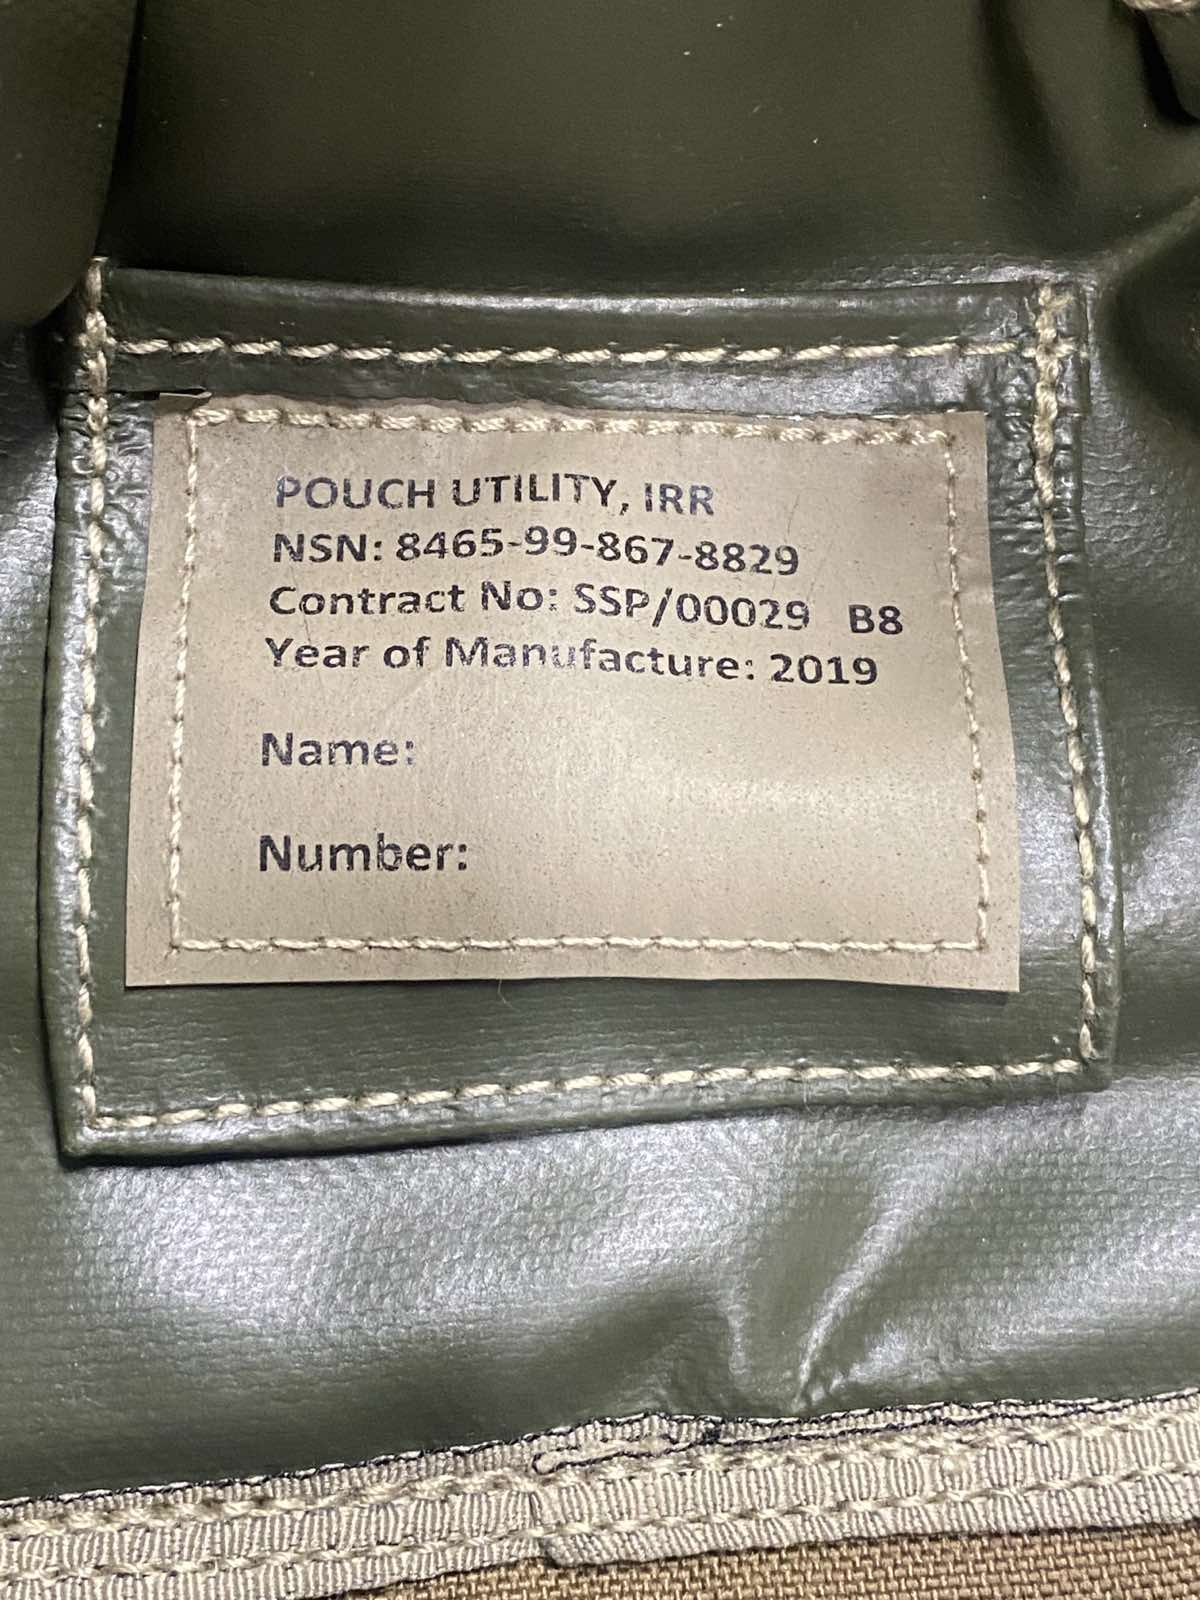 POUCH UTILITY, IRR
NSN: 8465-99-867-8829
Contract No: SSP/00029 B8
Year of Manufacture: 2019
Name:
Number: